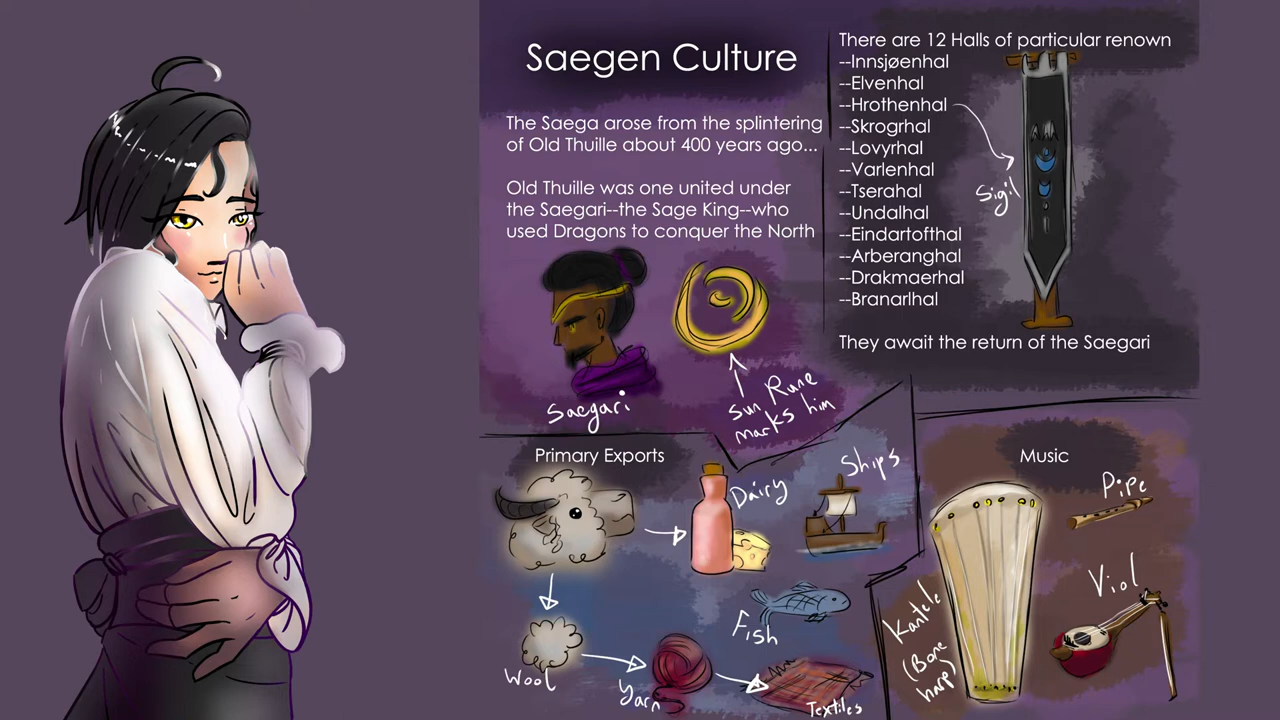 Saegen Culture
The Saega arose from the splintering
of Old Thuille about 400 years ago...
Old Thuille was one united under
the Saegari--the Sage King--who
used Dragons to conquer the North
Saegari
Sun Rune
marks him
There are 12 Halls of particular renown
--Innsjøenhal
--Elvenhal
--Hrothenhal
--Skrogrhal
--Lovyrhal
--Varlenhal
--Tserahal
--Undalhal
--Eindartofthal
--Arberanghal
--Drakmaerhal
--Branarlhal
Sigil
They await the return of the Saegari
Primary Exports
Dairy
Ships
Fish
Wool
Yarn
Textiles
Music
Pipe
Viol
Kantele
(Bone
harp)